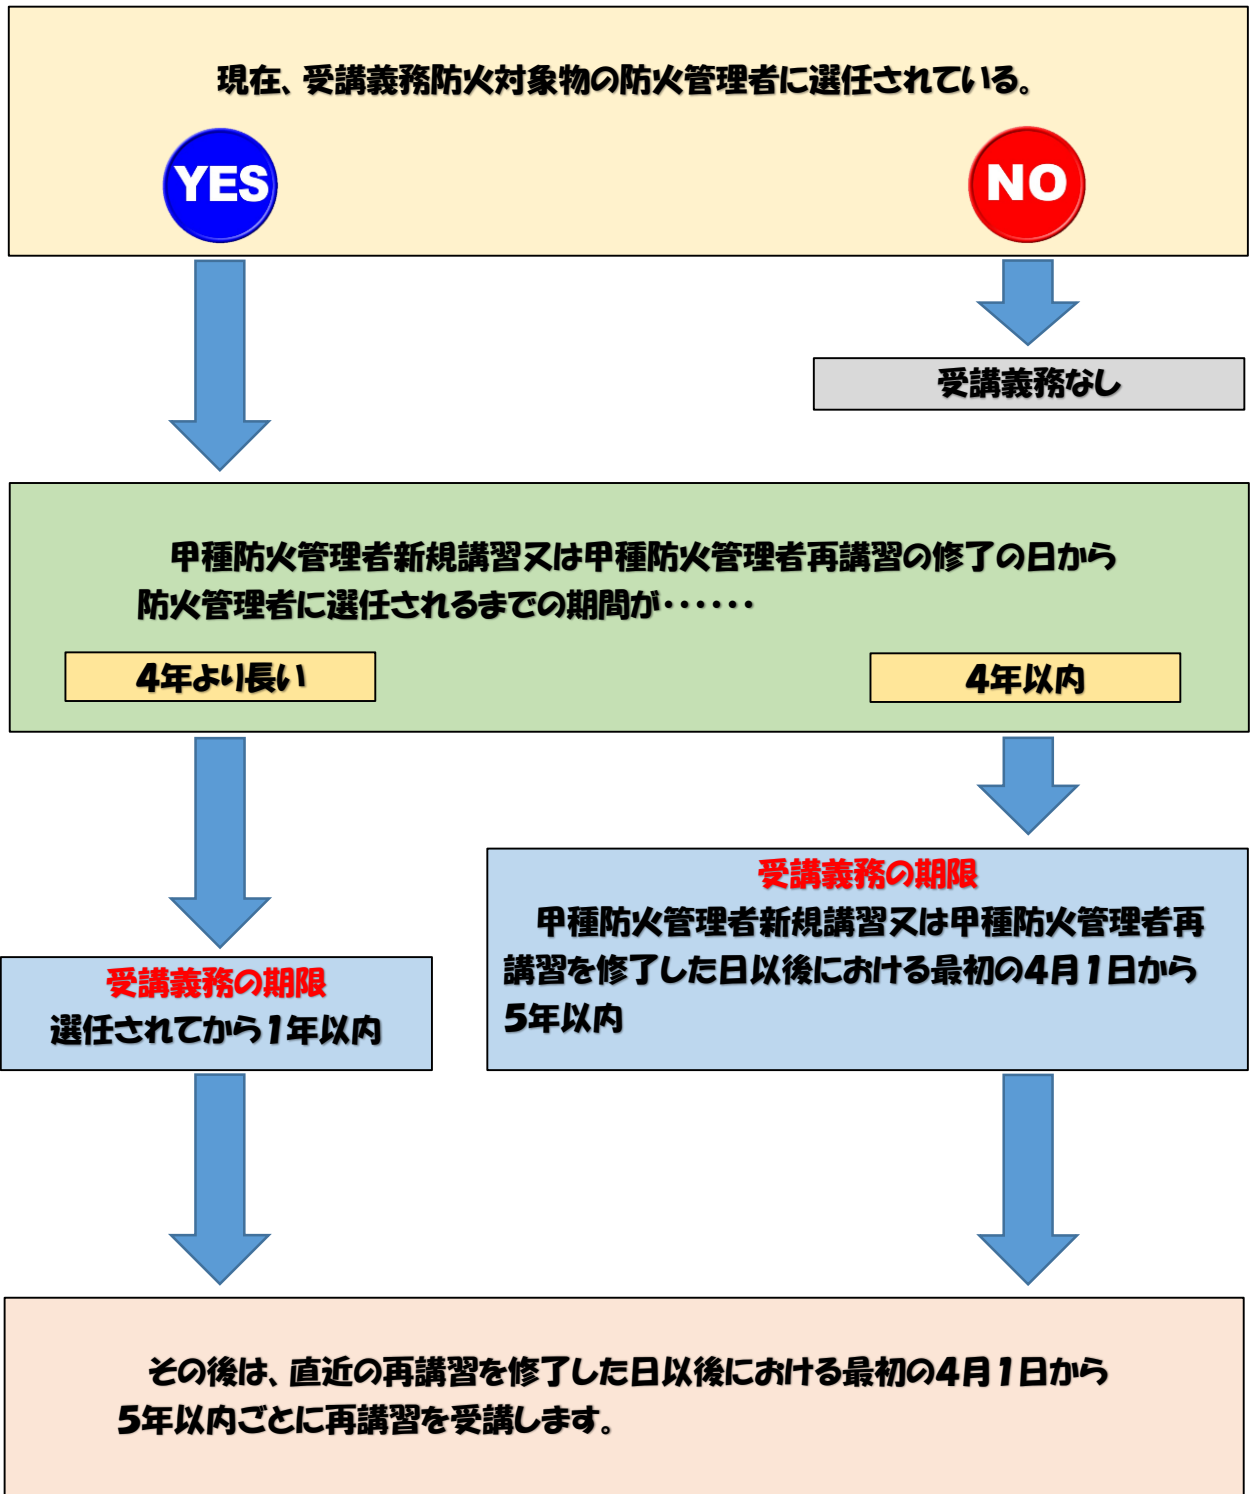 現在、受講義務防火対象物の防火管理者に選任されている。
YES
NO
受講義務なし
甲種防火管理者新規講習又は甲種防火管理者再講習の修了の日から
防火管理者に選任されるまでの期間が・・・・・・
4年より長い
4年以内
受講義務の期限
選任されてから1年以内
受講義務の期限
甲種防火管理者新規講習又は甲種防火管理者再
講習を修了した日以後における最初の4月1日から
5年以内
その後は、直近の再講習を修了した日以後における最初の4月1日から
5年以内ごとに再講習を受講します。